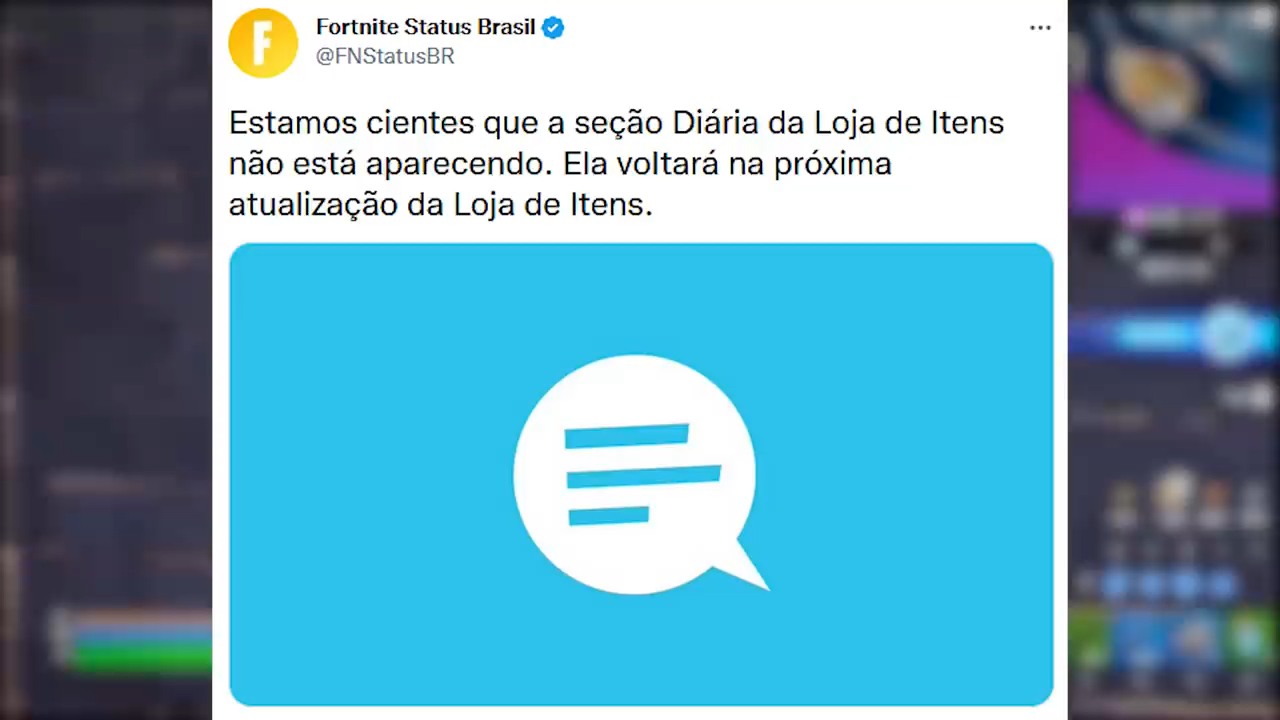 Fortnite Status Brasil
@FNStatusBR
Estamos cientes que a seção Diária da Loja de Itens
não está aparecendo. Ela voltará na próxima
atualização da Loja de Itens.